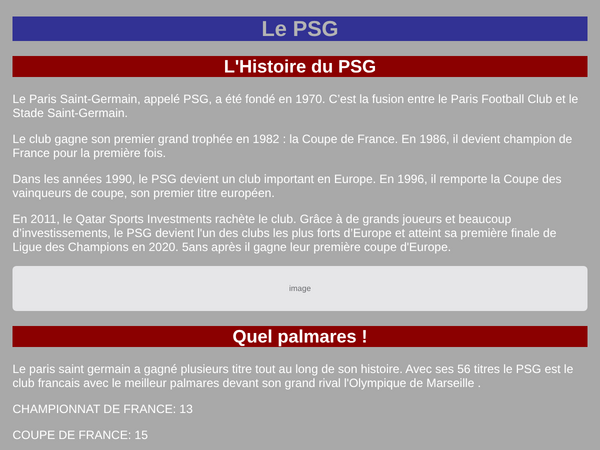 Le PSG
L'Histoire du PSG
Le Paris Saint-Germain, appelé PSG, a été fondé en 1970. C'est la fusion entre le Paris Football Club et le
Stade Saint-Germain.
Le club gagne son premier grand trophée en 1982 : la Coupe de France. En 1986, il devient champion de
France pour la première fois.
Dans les années 1990, le PSG devient un club important en Europe. En 1996, il remporte la Coupe des
vainqueurs de coupe, son premier titre européen.
En 2011, le Qatar Sports Investments rachète le club. Grâce à de grands joueurs et beaucoup
d'investissements, le PSG devient l'un des clubs les plus forts d'Europe et atteint sa première finale de
Ligue des Champions en 2020. 5ans après il gagne leur première coupe d'Europe.
image
Quel palmares !
Le paris saint germain a gagné plusieurs titre tout au long de son histoire. Avec ses 56 titres le PSG est le
club francais avec le meilleur palmares devant son grand rival l'Olympique de Marseille .
CHAMPIONNAT DE FRANCE: 13
COUPE DE FRANCE: 15